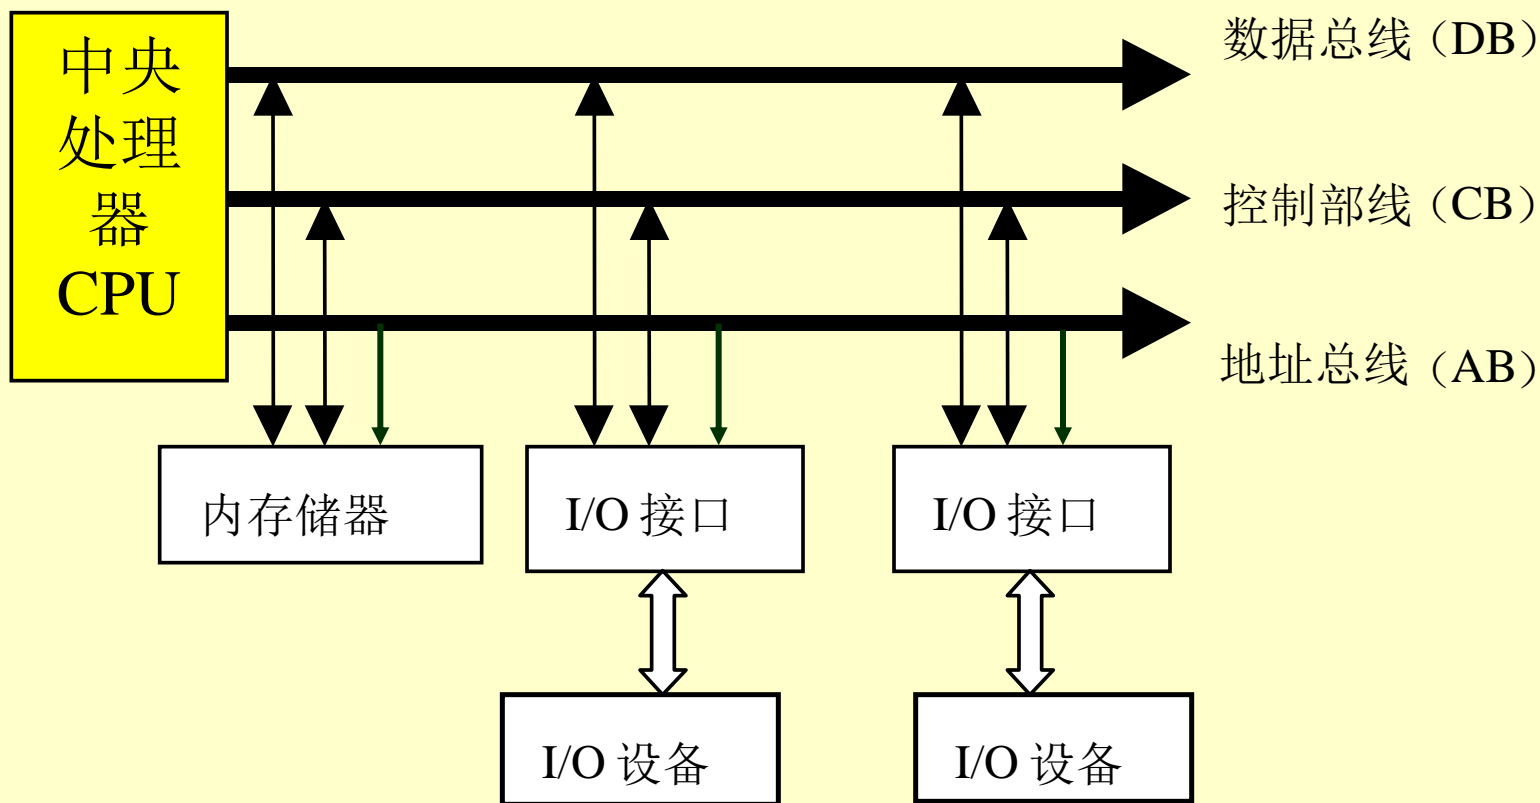 中央
处理
器
CPU
数据总线（DB）
控制部线（CB）
地址总线（AB）
内存储器
I/O 接口
I/O 接口
I/O 设备
I/O 设备